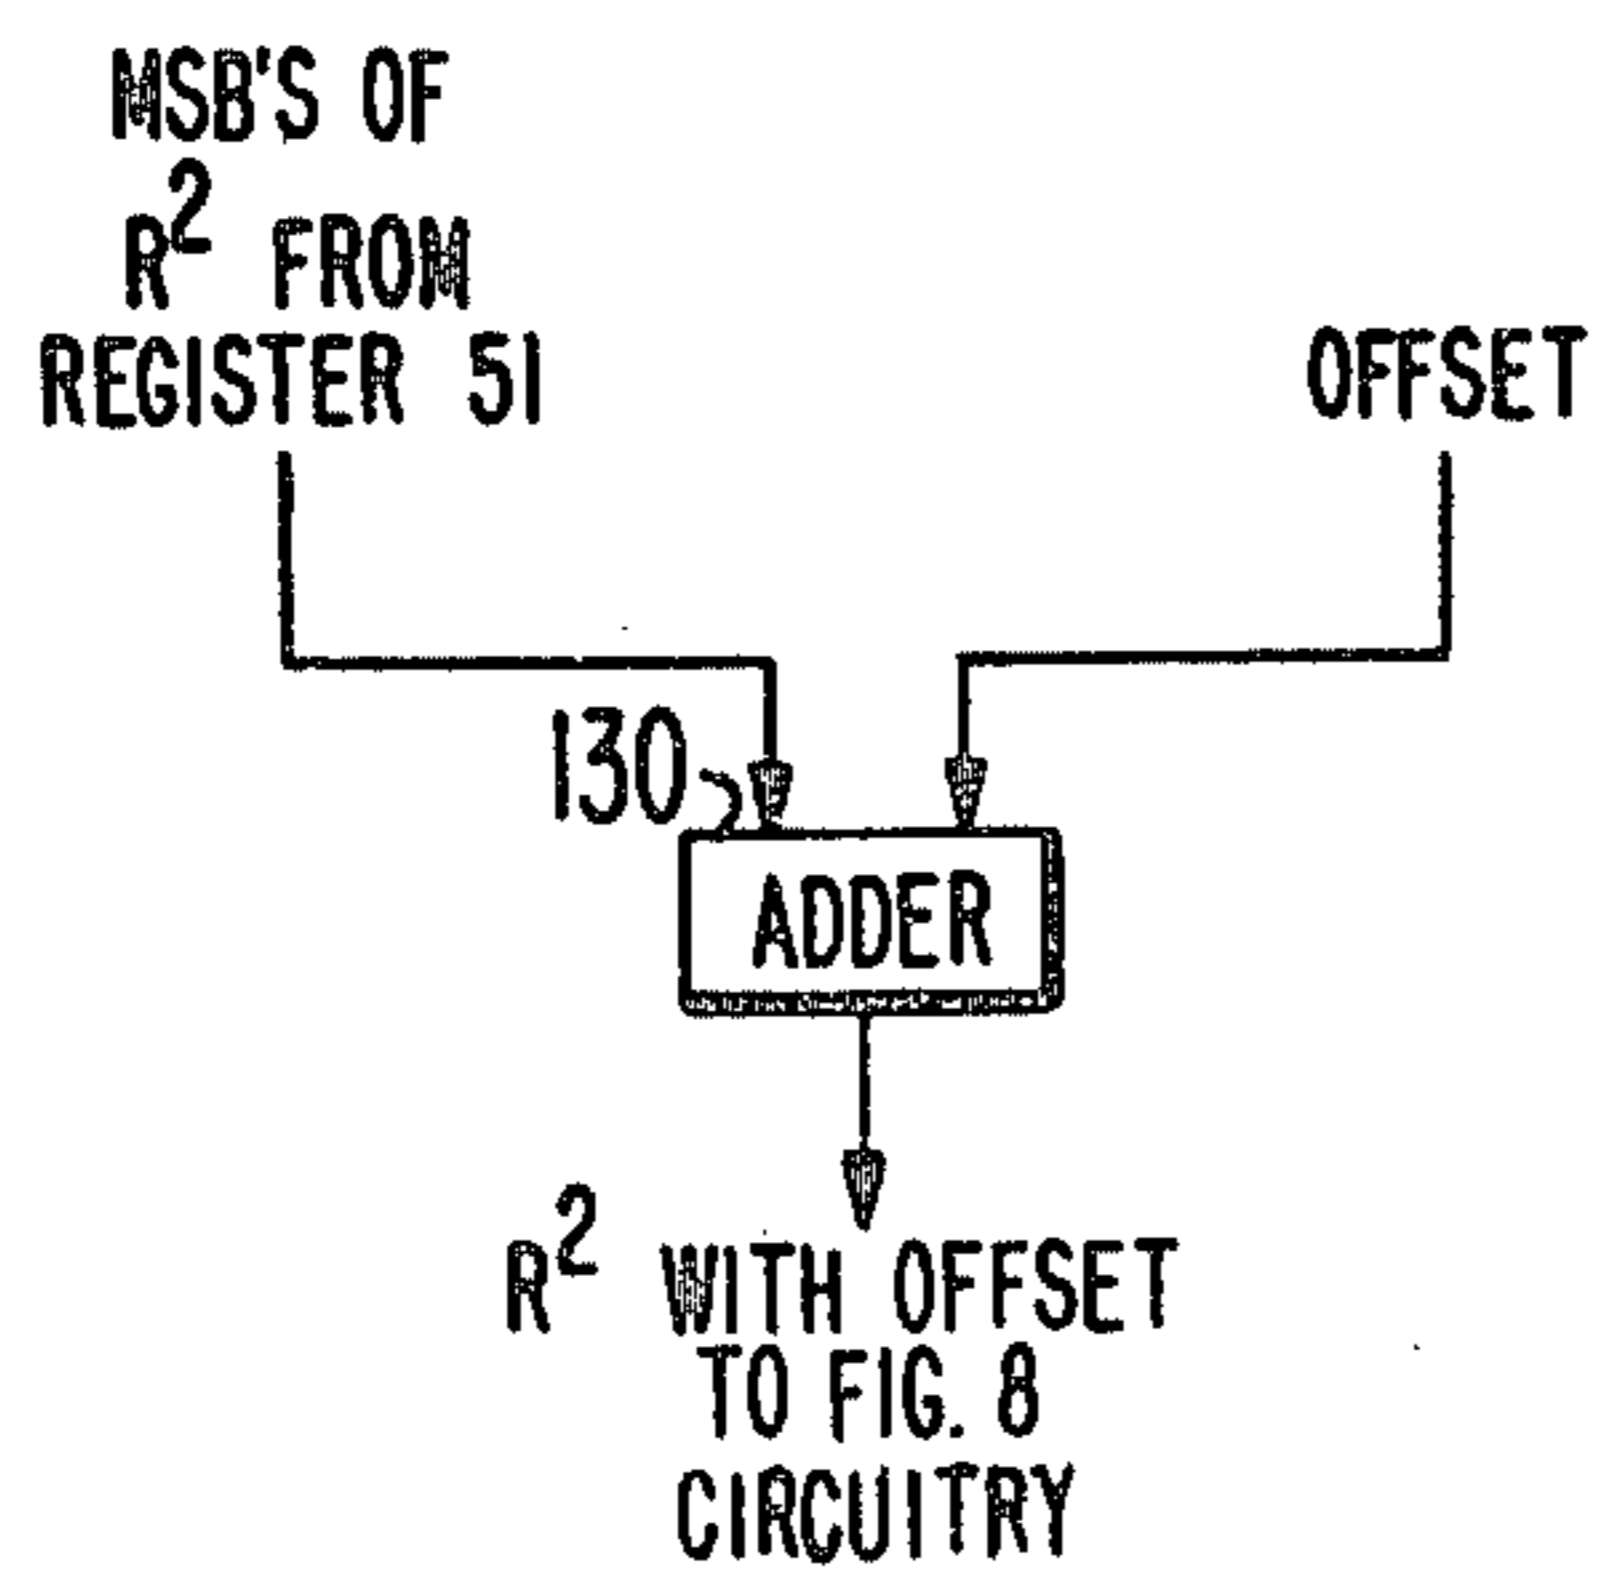 MSB'S OF
R² FROM
REGISTER 51
OFFSET
130
ADDER
R² WITH OFFSET
TO FIG. 8
CIRCUITRY